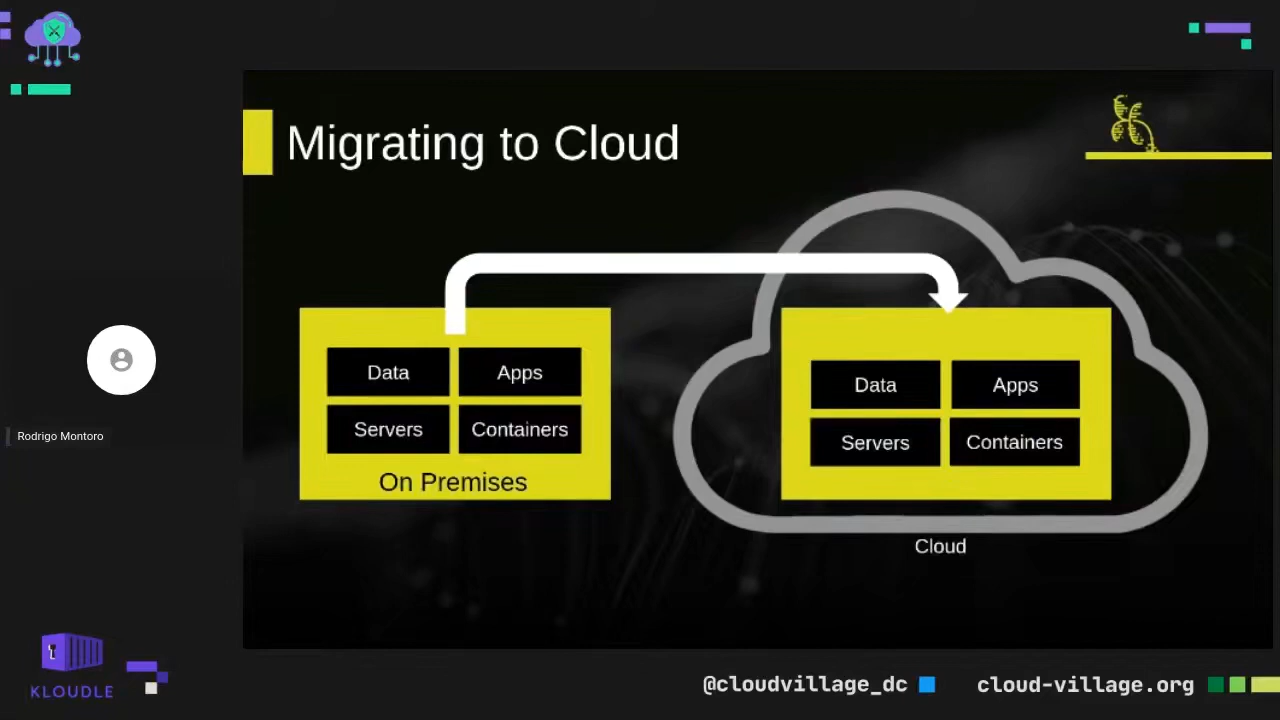 Migrating to Cloud
Data
Apps
Servers
Containers
On Premises
Data
Apps
Servers
Containers
Cloud
Rodrigo Montoro
KLOUDLE
@cloudvillage_dc
cloud-village.org